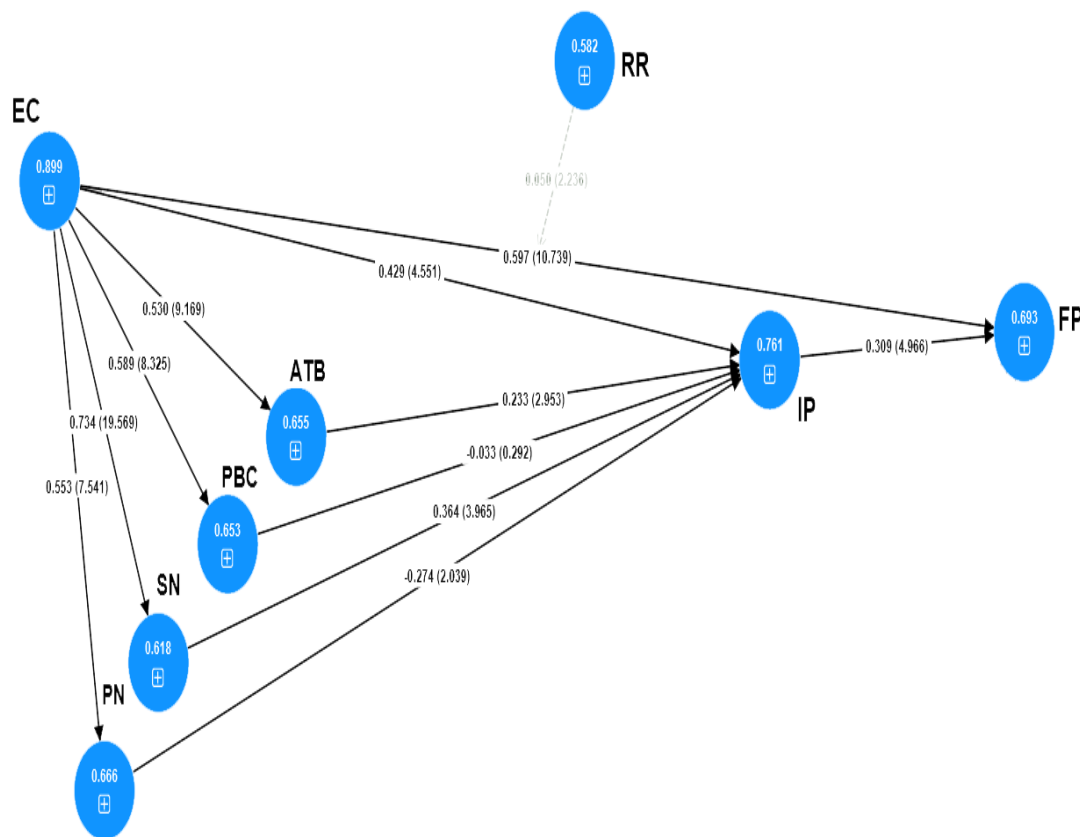 0.582
RR
EC
0.899
0.050 (2.236)
0.597 (10.739)
0.429 (4.551)
0.530 (9.169)
0.693
FP
0.761
0.309 (4.966)
IP
0.589 (8.325)
ATB
0.233 (2.953)
0.655
0.734 (19.569)
-0.033 (0.292)
0.553 (7.541)
PBC
0.653
0.364 (3.965)
SN
-0.274 (2.039)
0.618
PN
0.666